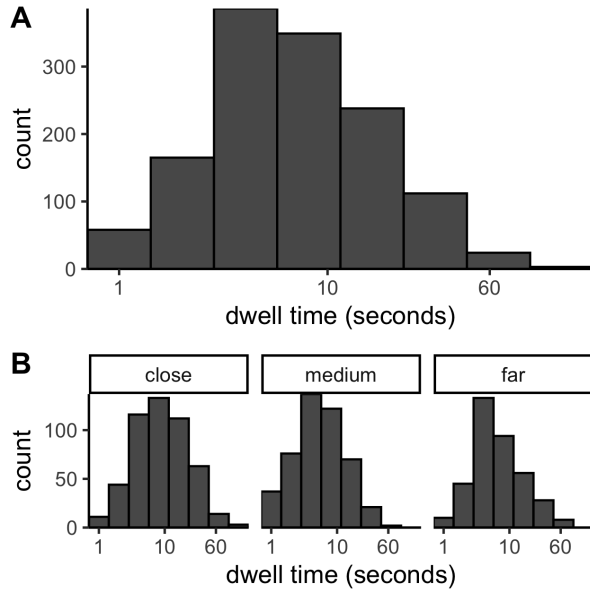 A
count
300
200
100
0
1 10 60
dwell time (seconds)
B
close medium far
count
100
50
0
1 10 60 1 10 60 1 10 60
dwell time (seconds)